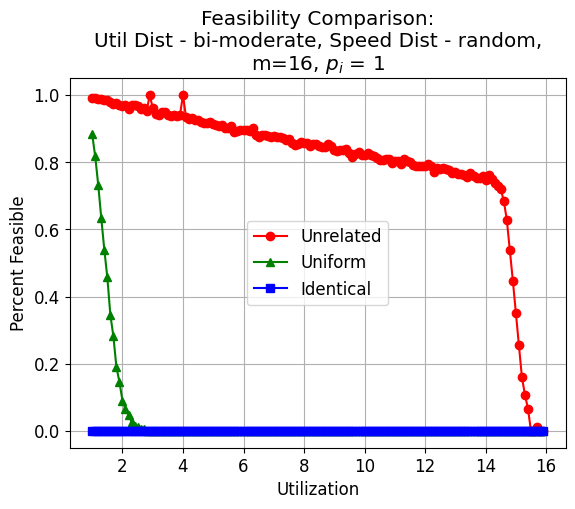 Feasibility Comparison:
Util Dist - bi-moderate, Speed Dist - random,
m=16, $p_i$ = 1
Percent Feasible
1.0
0.8
0.6
0.4
0.2
0.0
Unrelated
Uniform
Identical
2 4 6 8 10 12 14 16
Utilization